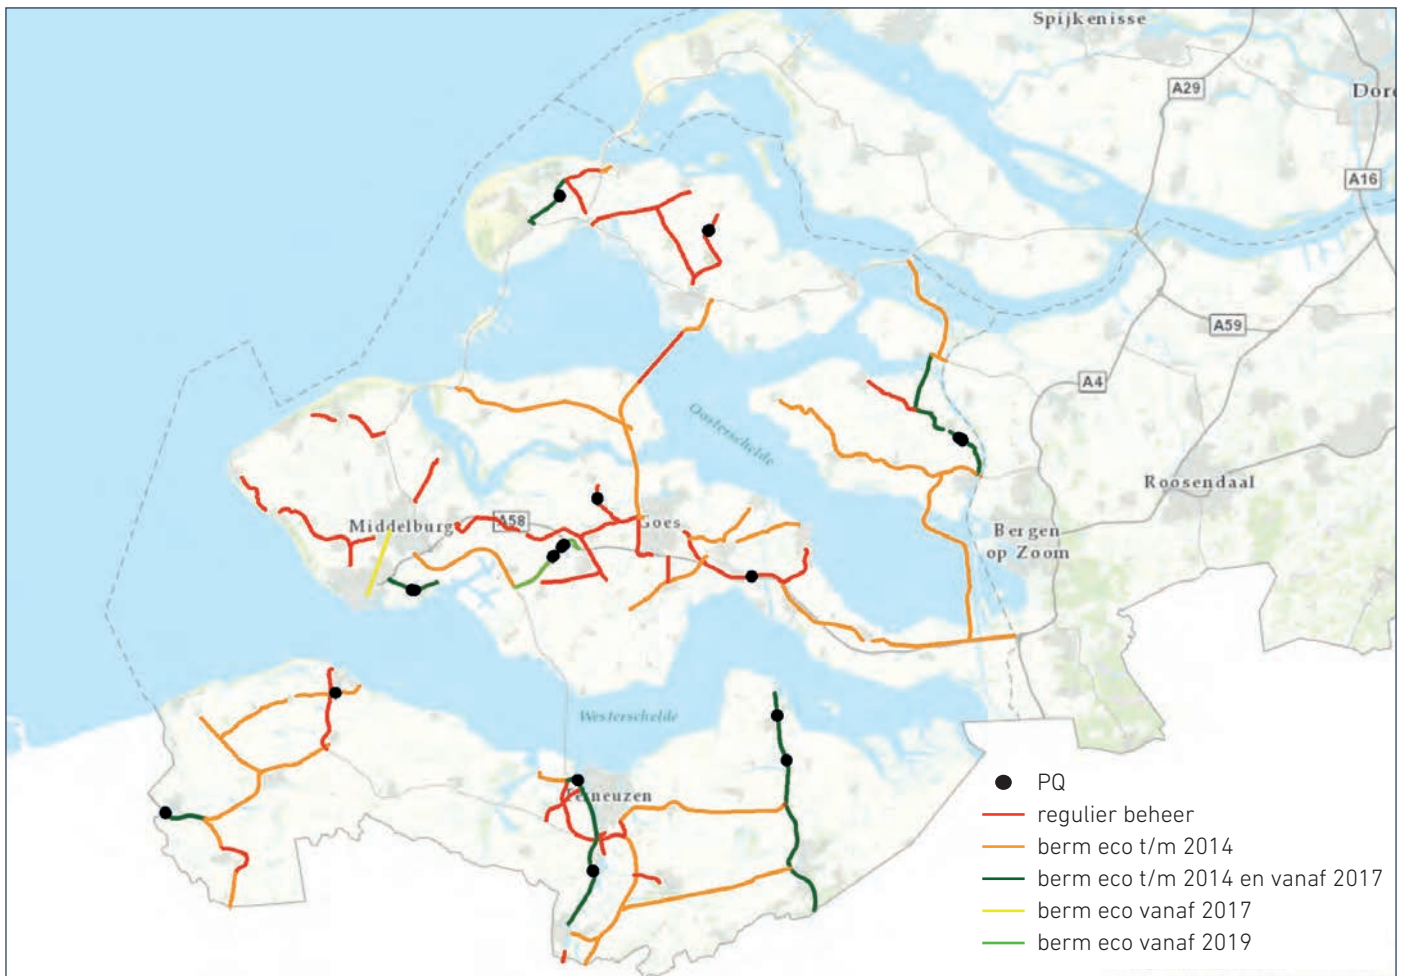 Spijkenisse
A29
Dor
A16
A59
A4
Oosterschelde
Roosendaal
Middelburg
A58
Goes
Bergen
op Zoom
Westerschelde
Terneuzen
PQ
regulier beheer
berm eco t/m 2014
berm eco t/m 2014 en vanaf 2017
berm eco vanaf 2017
berm eco vanaf 2019